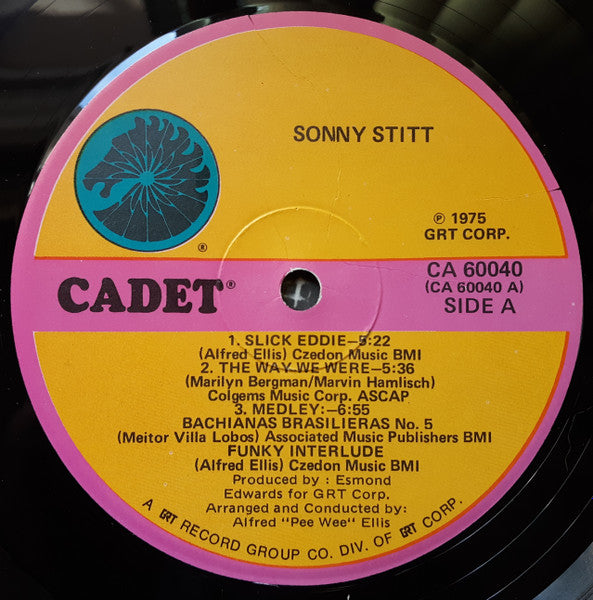 SONNY STITT
℗ 1975
GRT CORP.
®
CADET®
CA 60040
(CA 60040 A)
SIDE A
1. SLICK EDDIE—5:22
(Alfred Ellis) Czedon Music BMI
2. THE WAY WE WERE—5:36
(Marilyn Bergman/Marvin Hamlisch)
Colgems Music Corp. ASCAP
3. MEDLEY:—6:55
BACHIANAS BRASILIERAS No. 5
(Meitor Villa Lobos) Associated Music Publishers BMI
FUNKY INTERLUDE
(Alfred Ellis) Czedon Music BMI
Produced by : Esmond
Edwards for GRT Corp.
Arranged and Conducted by:
Alfred "Pee Wee" Ellis
A GRT RECORD GROUP CO. DIV. OF GRT CORP.